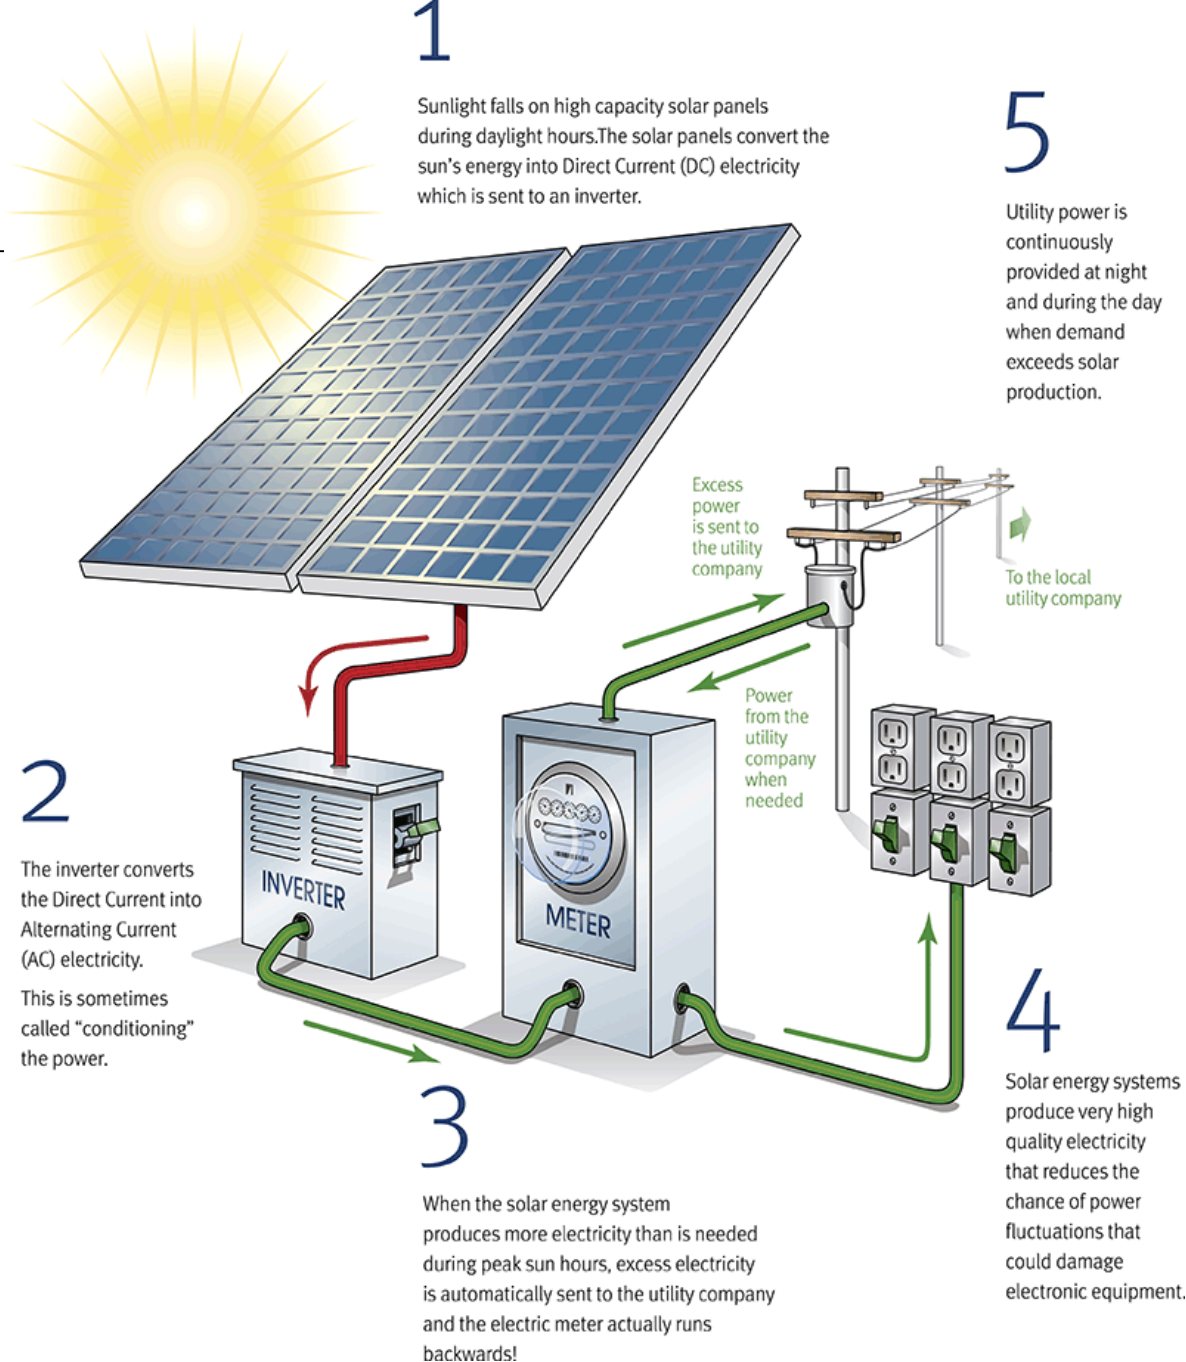 1
Sunlight falls on high capacity solar panels
during daylight hours.The solar panels convert the
sun's energy into Direct Current (DC) electricity
which is sent to an inverter.
5
Utility power is
continuously
provided at night
and during the day
when demand
exceeds solar
production.
Excess
power
is sent to
the utility
company
To the local
utility company
Power
from the
utility
company
when
needed
2
The inverter converts
the Direct Current into
Alternating Current
(AC) electricity.
This is sometimes
called “conditioning”
the power.
INVERTER
METER
3
When the solar energy system
produces more electricity than is needed
during peak sun hours, excess electricity
is automatically sent to the utility company
and the electric meter actually runs
backwards!
4
Solar energy systems
produce very high
quality electricity
that reduces the
chance of power
fluctuations that
could damage
electronic equipment.